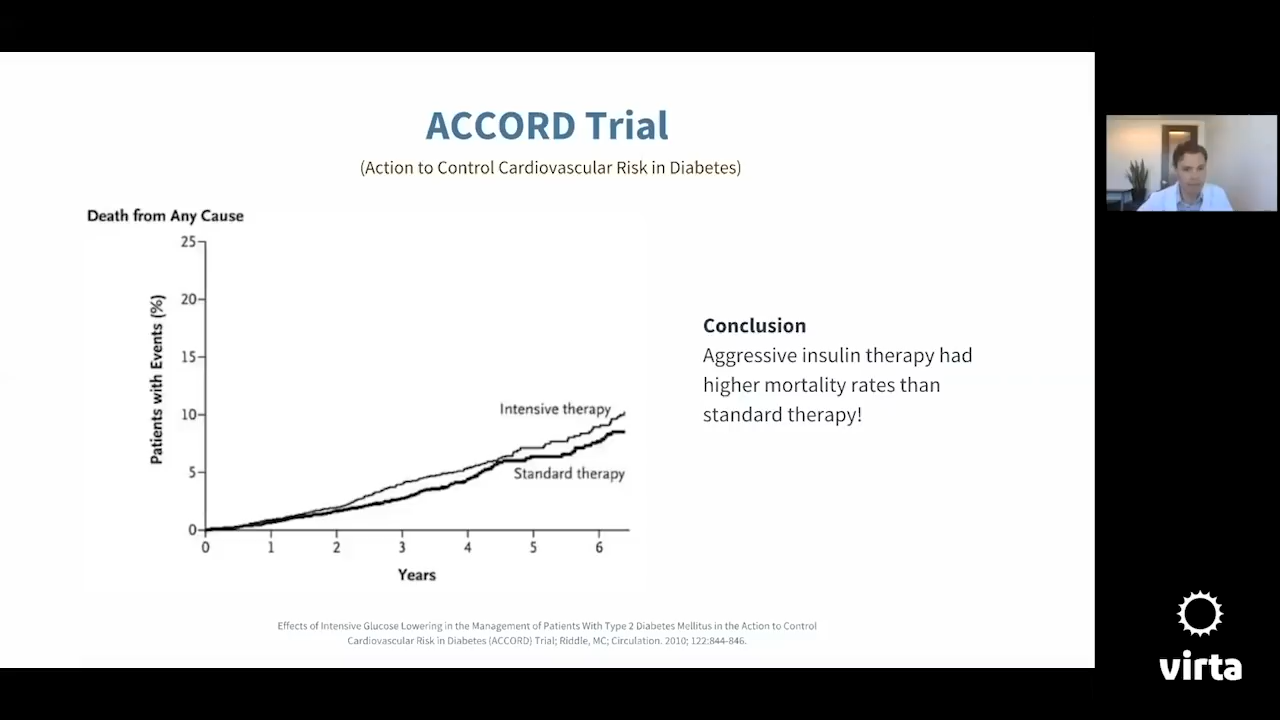 ACCORD Trial
(Action to Control Cardiovascular Risk in Diabetes)
Death from Any Cause
Patients with Events (%)
25
20
15
10
5
0
Intensive therapy
Standard therapy
0 1 2 3 4 5 6
Years
Conclusion
Aggressive insulin therapy had
higher mortality rates than
standard therapy!
Effects of Intensive Glucose Lowering in the Management of Patients With Type 2 Diabetes Mellitus in the Action to Control
Cardiovascular Risk in Diabetes (ACCORD) Trial; Riddle, MC; Circulation. 2010; 122:844-846.
virta